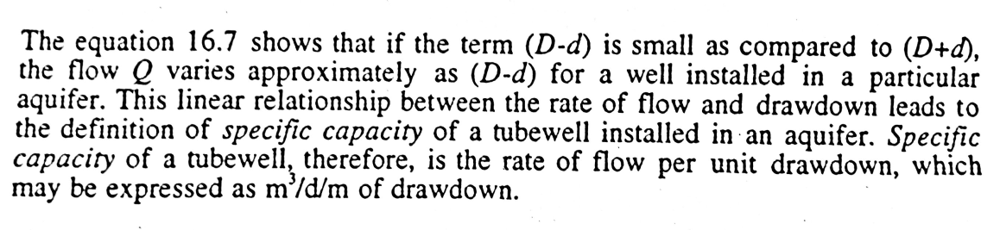 The equation 16.7 shows that if the term (D-d) is small as compared to (D+d),
the flow Q varies approximately as (D-d) for a well installed in a particular
aquifer. This linear relationship between the rate of flow and drawdown leads to
the definition of specific capacity of a tubewell installed in an aquifer. Specific
capacity of a tubewell, therefore, is the rate of flow per unit drawdown, which
may be expressed as m³/d/m of drawdown.